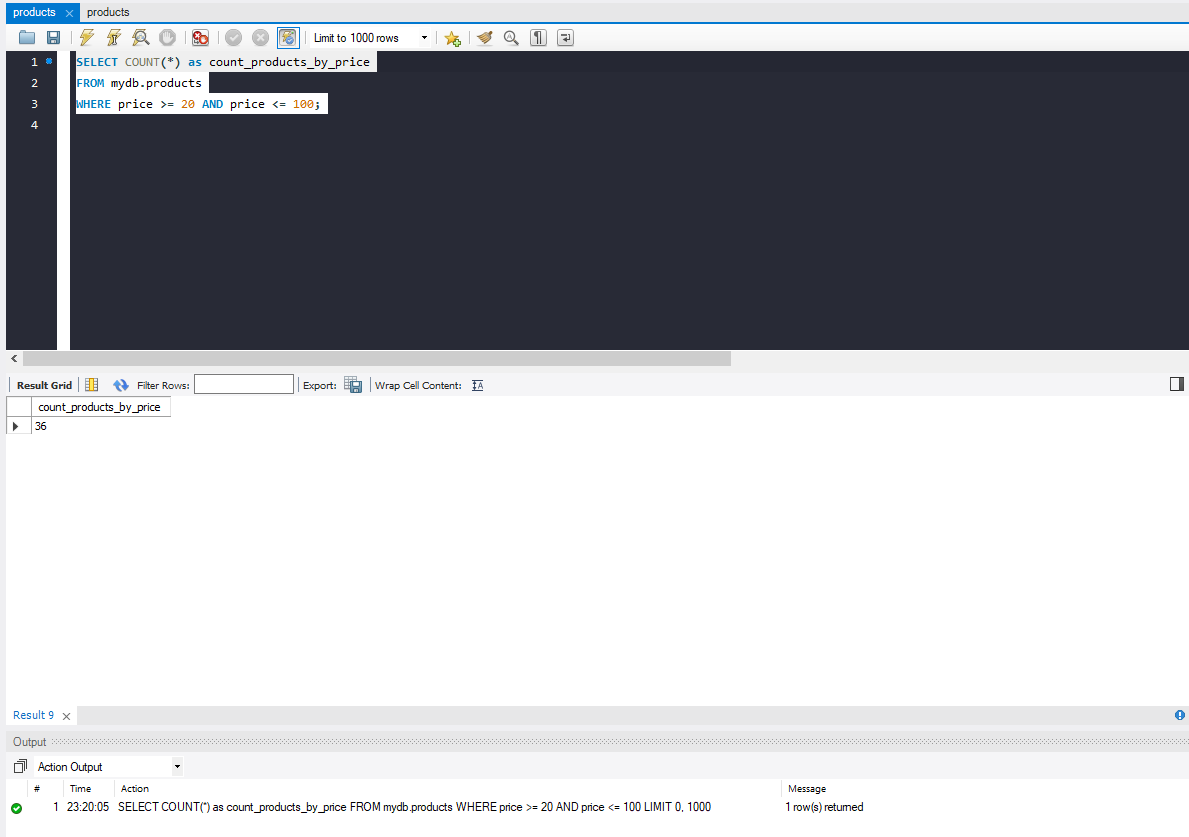 products products
Limit to 1000 rows
1 SELECT COUNT(*) as count_products_by_price
2 FROM mydb.products
3 WHERE price >= 20 AND price <= 100;
4
Result Grid Filter Rows: Export: Wrap Cell Content:
count_products_by_price
36
Result 9
Output
Action Output
# Time Action Message
1 23:20:05 SELECT COUNT(*) as count_products_by_price FROM mydb.products WHERE price >= 20 AND price <= 100 LIMIT 0, 1000 1 row(s) returned